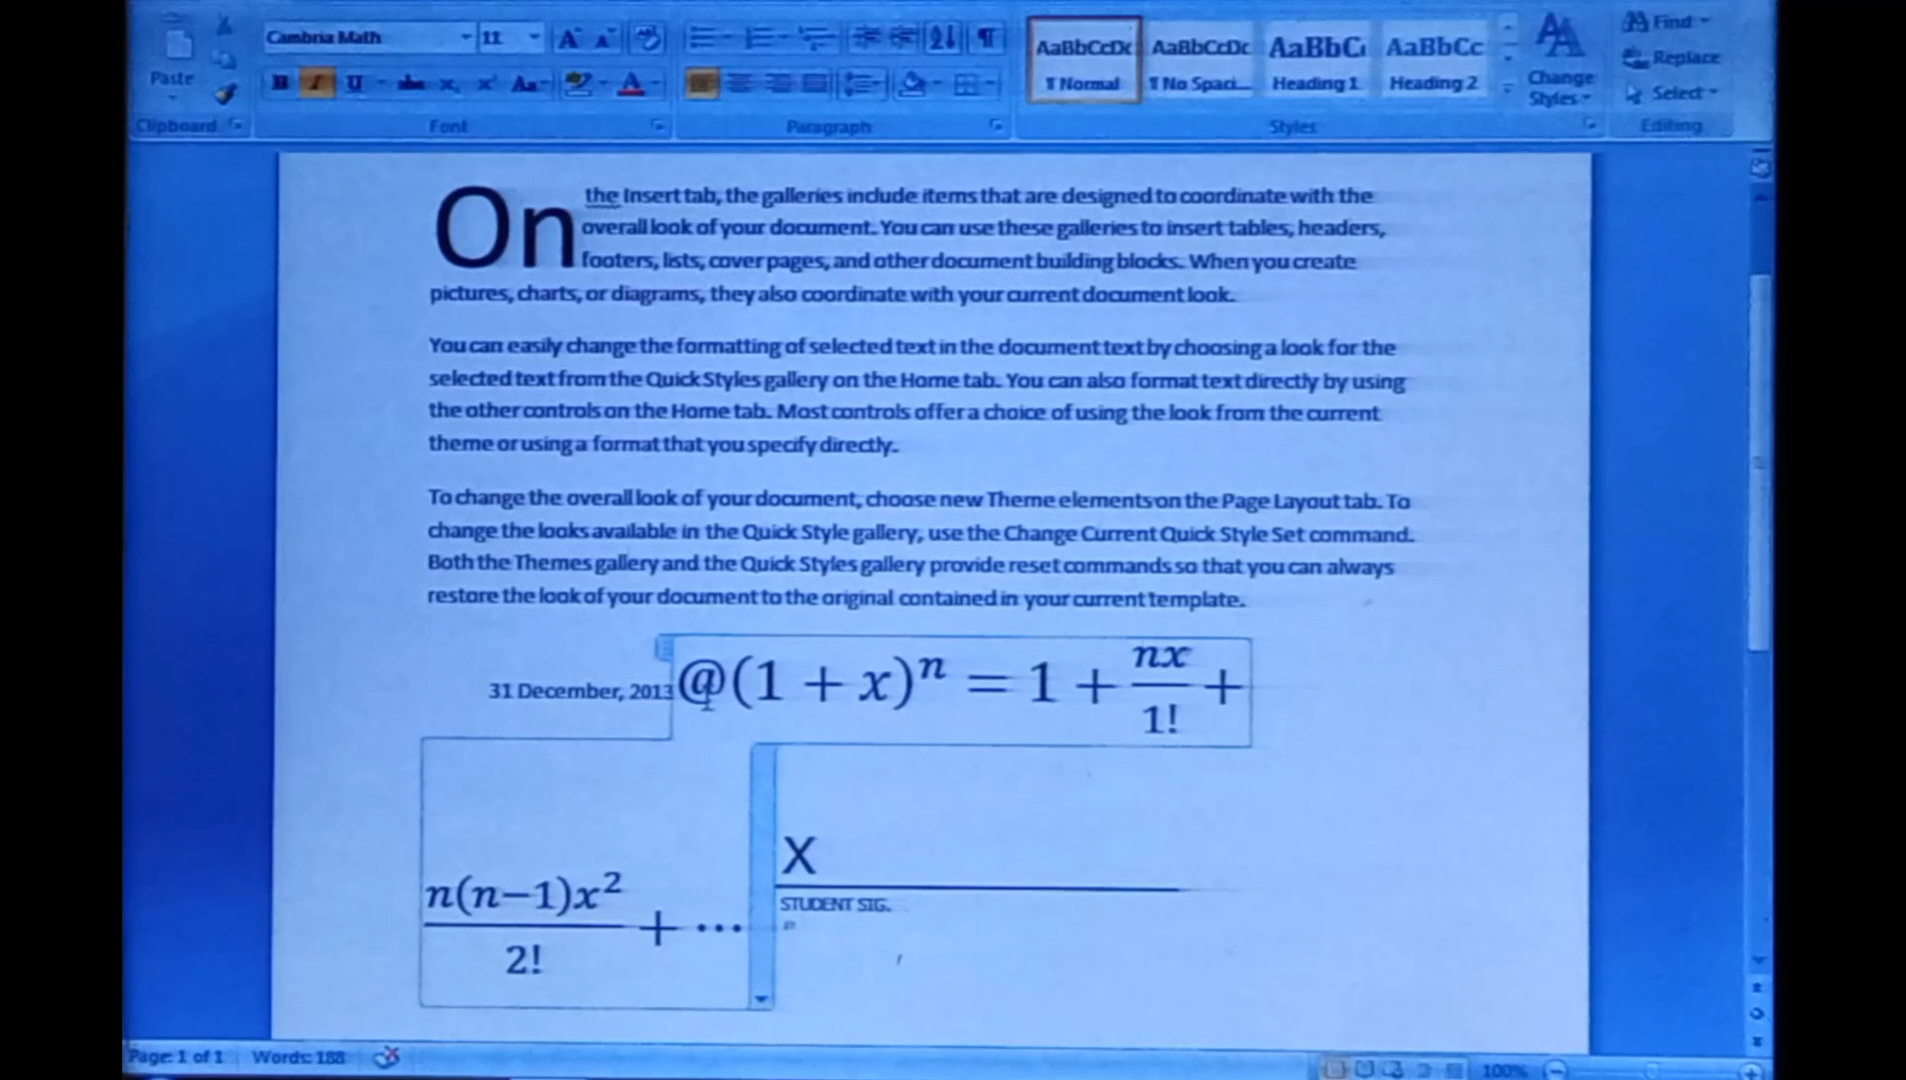 Cambria Math 11
Paste
Clipboard
Font
Paragraph
AaBbCcDc AaBbCcDc AaBbC AaBbCc
¶ Normal ¶ No Spaci... Heading 1 Heading 2
Change
Styles
Styles
Find
Replace
Select
Editing
On the Insert tab, the galleries include items that are designed to coordinate with the
overall look of your document. You can use these galleries to insert tables, headers,
footers, lists, cover pages, and other document building blocks. When you create
pictures, charts, or diagrams, they also coordinate with your current document look.
You can easily change the formatting of selected text in the document text by choosing a look for the
selected text from the Quick Styles gallery on the Home tab. You can also format text directly by using
the other controls on the Home tab. Most controls offer a choice of using the look from the current
theme or using a format that you specify directly.
To change the overall look of your document, choose new Theme elements on the Page Layout tab. To
change the looks available in the Quick Style gallery, use the Change Current Quick Style Set command.
Both the Themes gallery and the Quick Styles gallery provide reset commands so that you can always
restore the look of your document to the original contained in your current template.
31 December, 2013 @(1 + x)ⁿ = 1 + nx/1! +
n(n−1)x²/2! + ⋯
X
STUDENT SIG.
Page: 1 of 1 Words: 188 100%